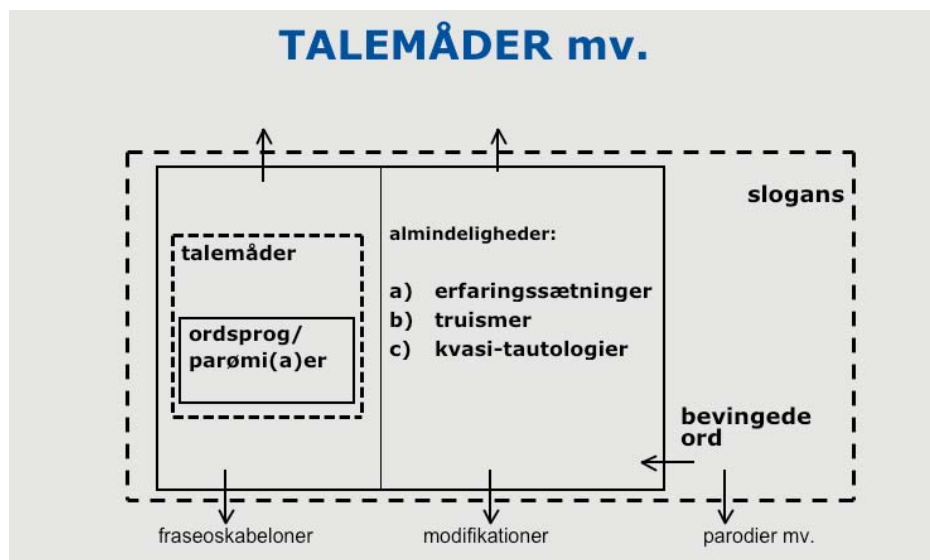 TALEMÅDER mv.
slogans
talemåder
ordsprog/
parømi(a)er
almindeligheder:
a) erfaringssætninger
b) truismer
c) kvasi-tautologier
bevingede
ord
fraseoskabeloner
modifikationer
parodier mv.